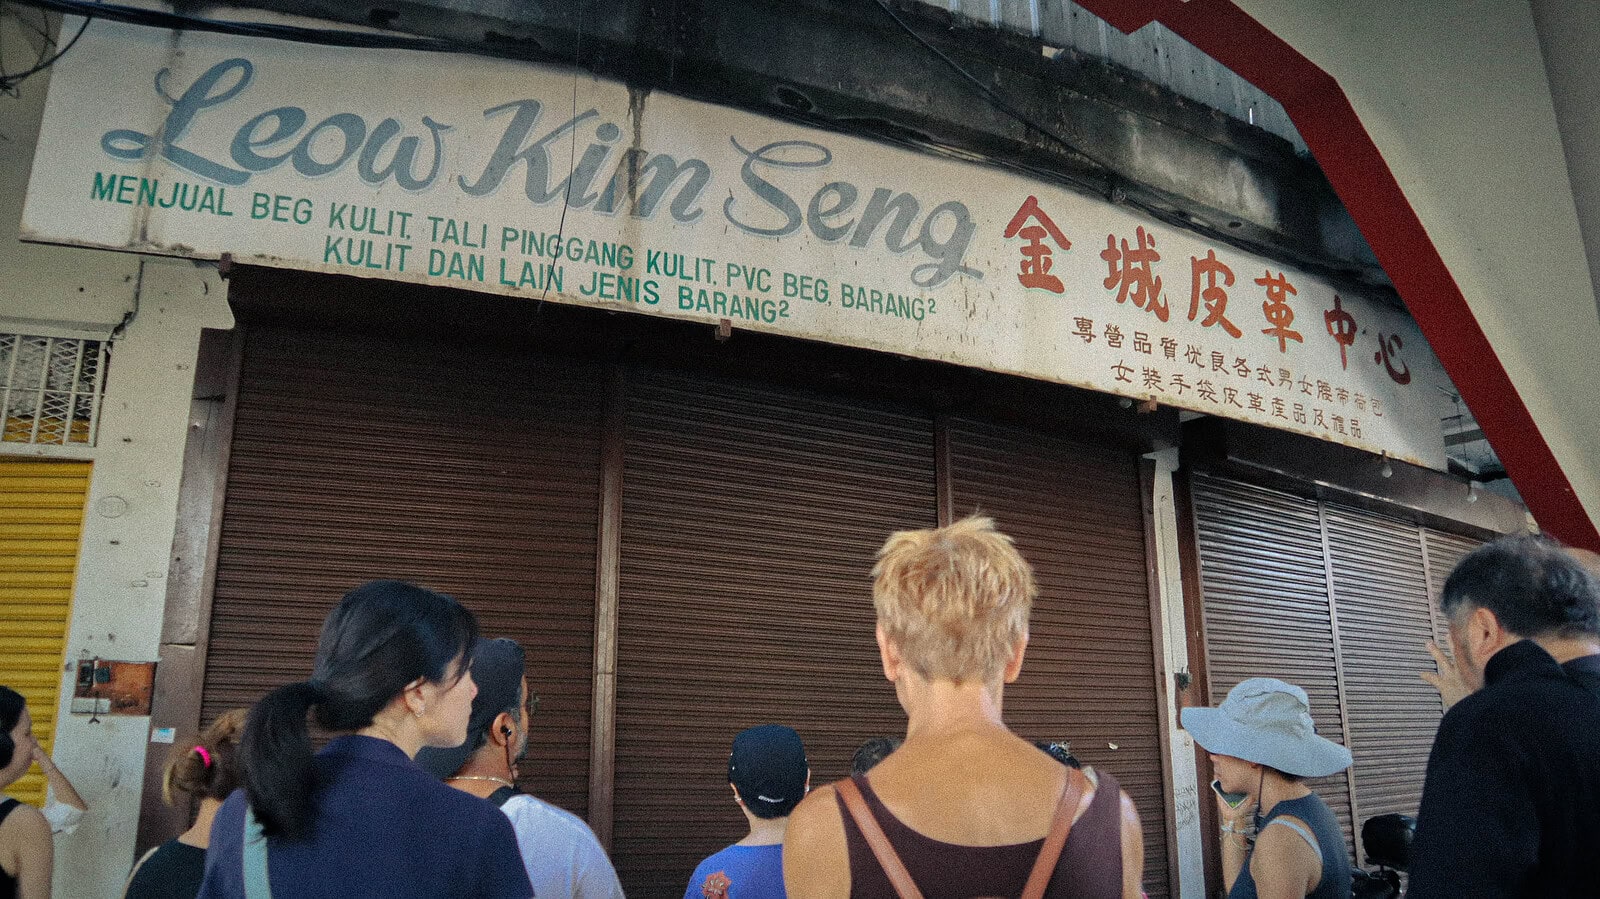 Leow Kim Seng
MENJUAL BEG KULIT, TALI PINGGANG KULIT, PVC BEG, BARANG²
KULIT DAN LAIN JENIS BARANG²
金城皮革中心
專營品質优良各式男女腰帶荷包
女裝手袋皮革產品及禮品